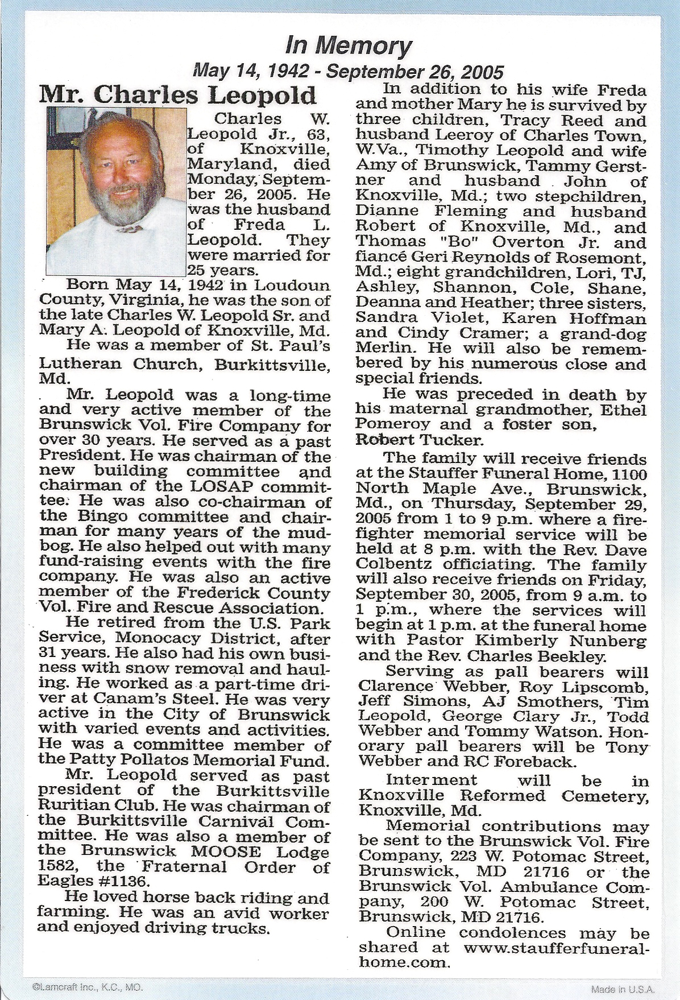 In Memory
May 14, 1942 - September 26, 2005
Mr. Charles Leopold
Charles W.
Leopold Jr., 63,
of Knoxville,
Maryland, died
Monday, Septem-
ber 26, 2005. He
was the husband
of Freda L.
Leopold. They
were married for
25 years.
Born May 14, 1942 in Loudoun
County, Virginia, he was the son of
the late Charles W. Leopold Sr. and
Mary A. Leopold of Knoxville, Md.
He was a member of St. Paul's
Lutheran Church, Burkittsville,
Md.
Mr. Leopold was a long-time
and very active member of the
Brunswick Vol. Fire Company for
over 30 years. He served as a past
President. He was chairman of the
new building committee and
chairman of the LOSAP commit-
tee. He was also co-chairman of
the Bingo committee and chair-
man for many years of the mud-
bog. He also helped out with many
fund-raising events with the fire
company. He was also an active
member of the Frederick County
Vol. Fire and Rescue Association.
He retired from the U.S. Park
Service, Monocacy District, after
31 years. He also had his own busi-
ness with snow removal and haul-
ing. He worked as a part-time dri-
ver at Canam's Steel. He was very
active in the City of Brunswick
with varied events and activities.
He was a committee member of
the Patty Pollatos Memorial Fund.
Mr. Leopold served as past
president of the Burkittsville
Ruritian Club. He was chairman of
the Burkittsville Carnival Com-
mittee. He was also a member of
the Brunswick MOOSE Lodge
1582, the Fraternal Order of
Eagles #1136.
He loved horse back riding and
farming. He was an avid worker
and enjoyed driving trucks.
In addition to his wife Freda
and mother Mary he is survived by
three children, Tracy Reed and
husband Leeroy of Charles Town,
W.Va., Timothy Leopold and wife
Amy of Brunswick, Tammy Gerst-
ner and husband John of
Knoxville, Md.; two stepchildren,
Dianne Fleming and husband
Robert of Knoxville, Md., and
Thomas "Bo" Overton Jr. and
fiancé Geri Reynolds of Rosemont,
Md.; eight grandchildren, Lori, TJ,
Ashley, Shannon, Cole, Shane,
Deanna and Heather; three sisters,
Sandra Violet, Karen Hoffman
and Cindy Cramer; a grand-dog
Merlin. He will also be remem-
bered by his numerous close and
special friends.
He was preceded in death by
his maternal grandmother, Ethel
Pomeroy and a foster son,
Robert Tucker.
The family will receive friends
at the Stauffer Funeral Home, 1100
North Maple Ave., Brunswick,
Md., on Thursday, September 29,
2005 from 1 to 9 p.m. where a fire-
fighter memorial service will be
held at 8 p.m. with the Rev. Dave
Colbentz officiating. The family
will also receive friends on Friday,
September 30, 2005, from 9 a.m. to
1 p.m., where the services will
begin at 1 p.m. at the funeral home
with Pastor Kimberly Nunberg
and the Rev. Charles Beekley.
Serving as pall bearers will
Clarence Webber, Roy Lipscomb,
Jeff Simons, AJ Smothers, Tim
Leopold, George Clary Jr., Todd
Webber and Tommy Watson. Hon-
orary pall bearers will be Tony
Webber and RC Foreback.
Interment will be in
Knoxville Reformed Cemetery,
Knoxville, Md.
Memorial contributions may
be sent to the Brunswick Vol. Fire
Company, 223 W. Potomac Street,
Brunswick, MD 21716 or the
Brunswick Vol. Ambulance Com-
pany, 200 W. Potomac Street,
Brunswick, MD 21716.
Online condolences may be
shared at www.staufferfuneral-
home.com.
©Lamcraft Inc., K.C., MO.
Made in U.S.A.